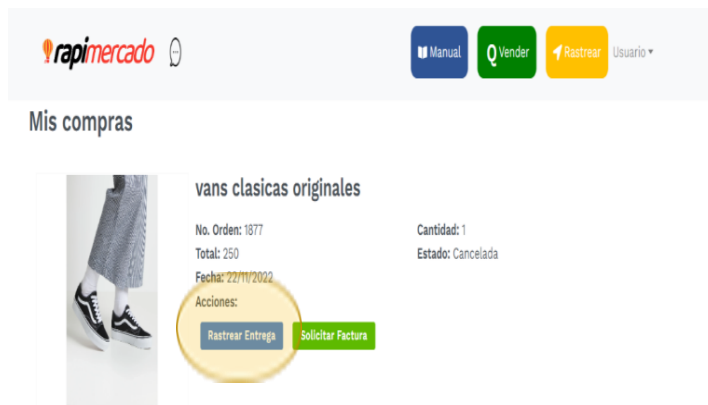 rapimercado
Manual
Vender
Rastrear
Usuario
Mis compras
vans clasicas originales
No. Orden: 1877
Cantidad: 1
Total: 250
Estado: Cancelada
Fecha: 22/11/2022
Acciones:
Rastrear Entrega
Solicitar Factura